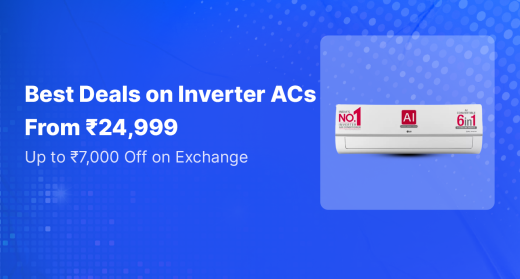 Best Deals on Inverter ACs
From ₹24,999
Up to ₹7,000 Off on Exchange
NO.1
AI
6in1